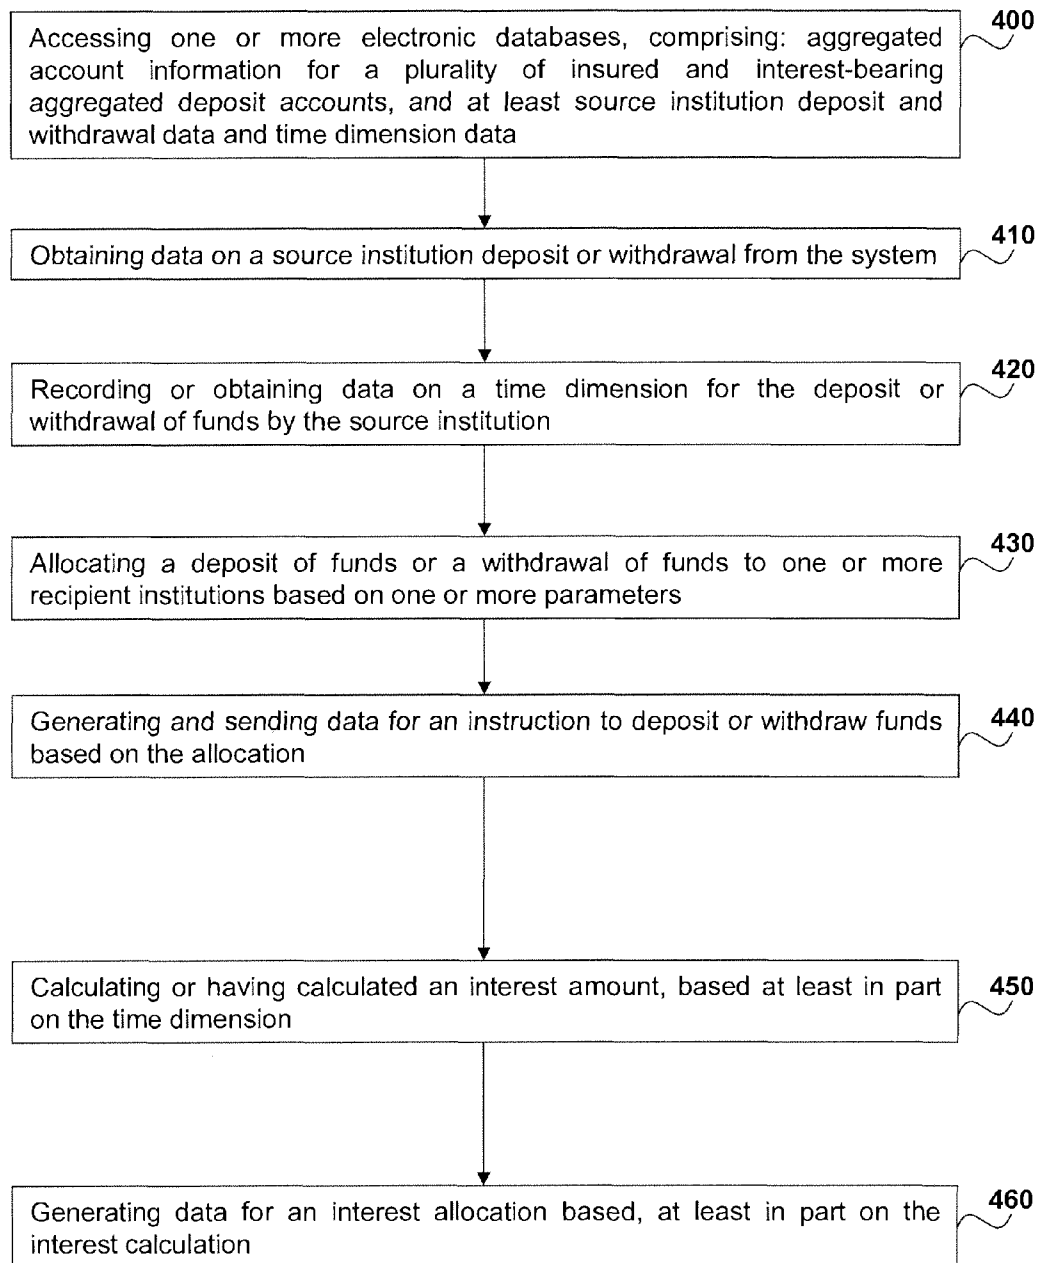 400
Accessing one or more electronic databases, comprising: aggregated
account information for a plurality of insured and interest-bearing
aggregated deposit accounts, and at least source institution deposit and
withdrawal data and time dimension data
410
Obtaining data on a source institution deposit or withdrawal from the system
420
Recording or obtaining data on a time dimension for the deposit or
withdrawal of funds by the source institution
430
Allocating a deposit of funds or a withdrawal of funds to one or more
recipient institutions based on one or more parameters
440
Generating and sending data for an instruction to deposit or withdraw funds
based on the allocation
450
Calculating or having calculated an interest amount, based at least in part
on the time dimension
460
Generating data for an interest allocation based, at least in part on the
interest calculation